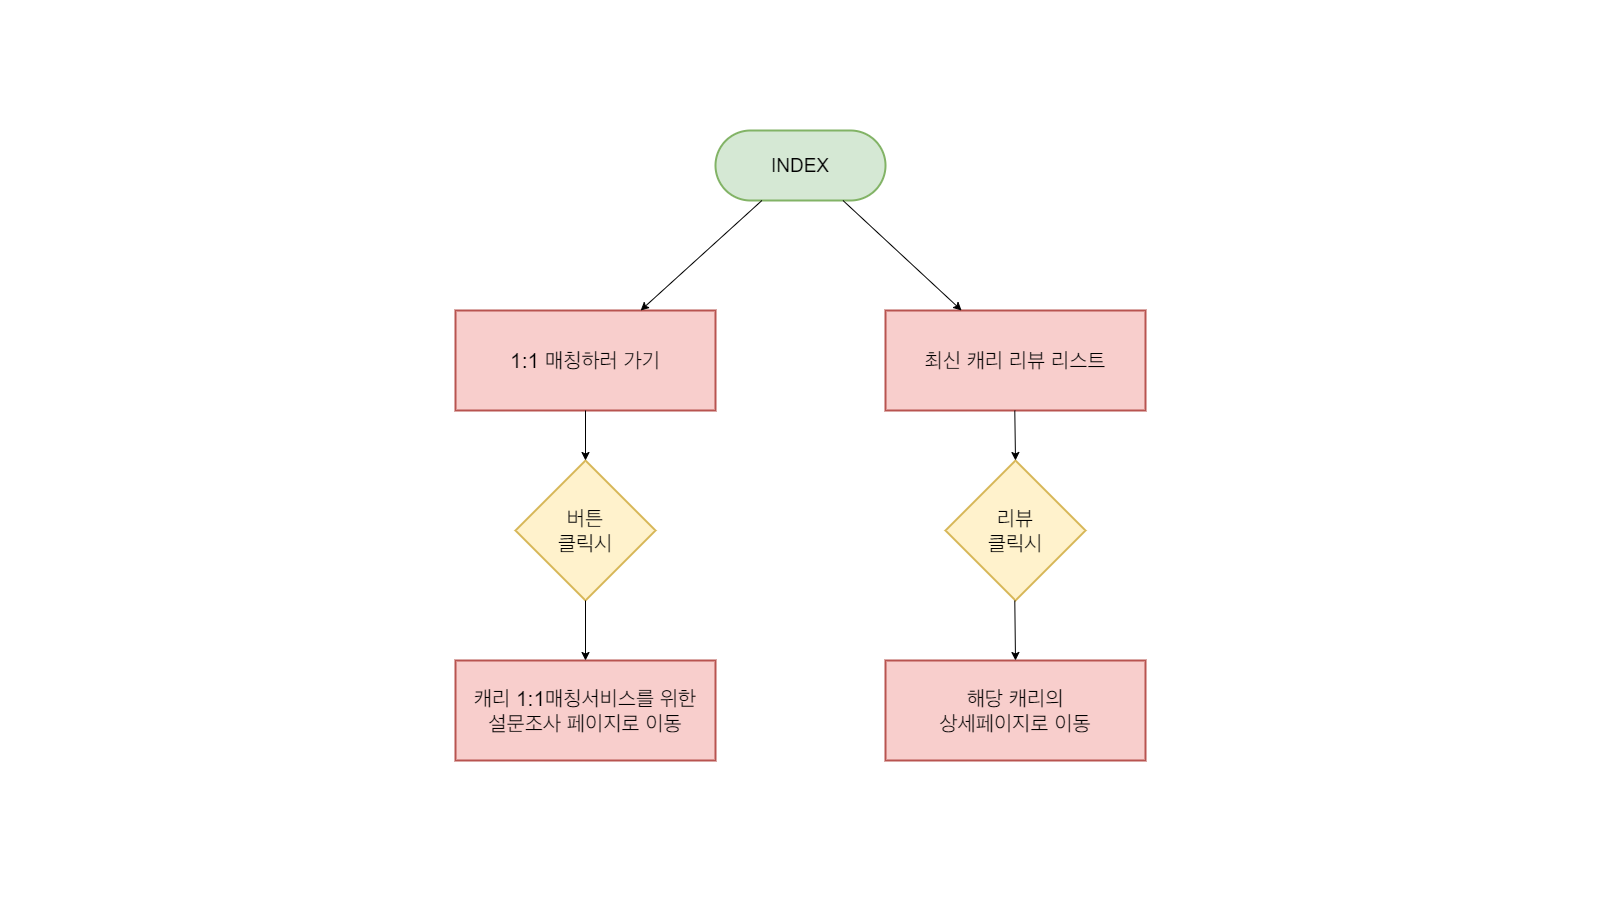 INDEX
1:1 매칭하러 가기
최신 캐리 리뷰 리스트
버튼
클릭시
리뷰
클릭시
캐리 1:1매칭서비스를 위한
설문조사 페이지로 이동
해당 캐리의
상세페이지로 이동